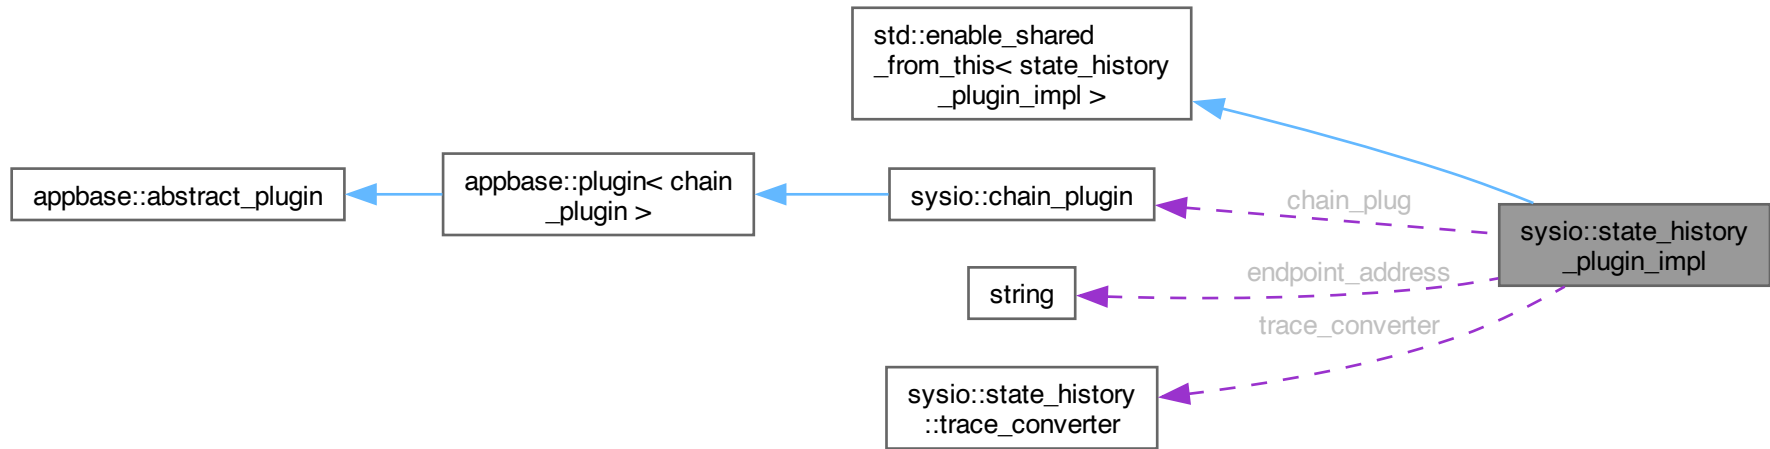 std::enable_shared
_from_this< state_history
_plugin_impl >
appbase::abstract_plugin
appbase::plugin< chain
_plugin >
sysio::chain_plugin
chain_plug
sysio::state_history
_plugin_impl
endpoint_address
string
trace_converter
sysio::state_history
::trace_converter